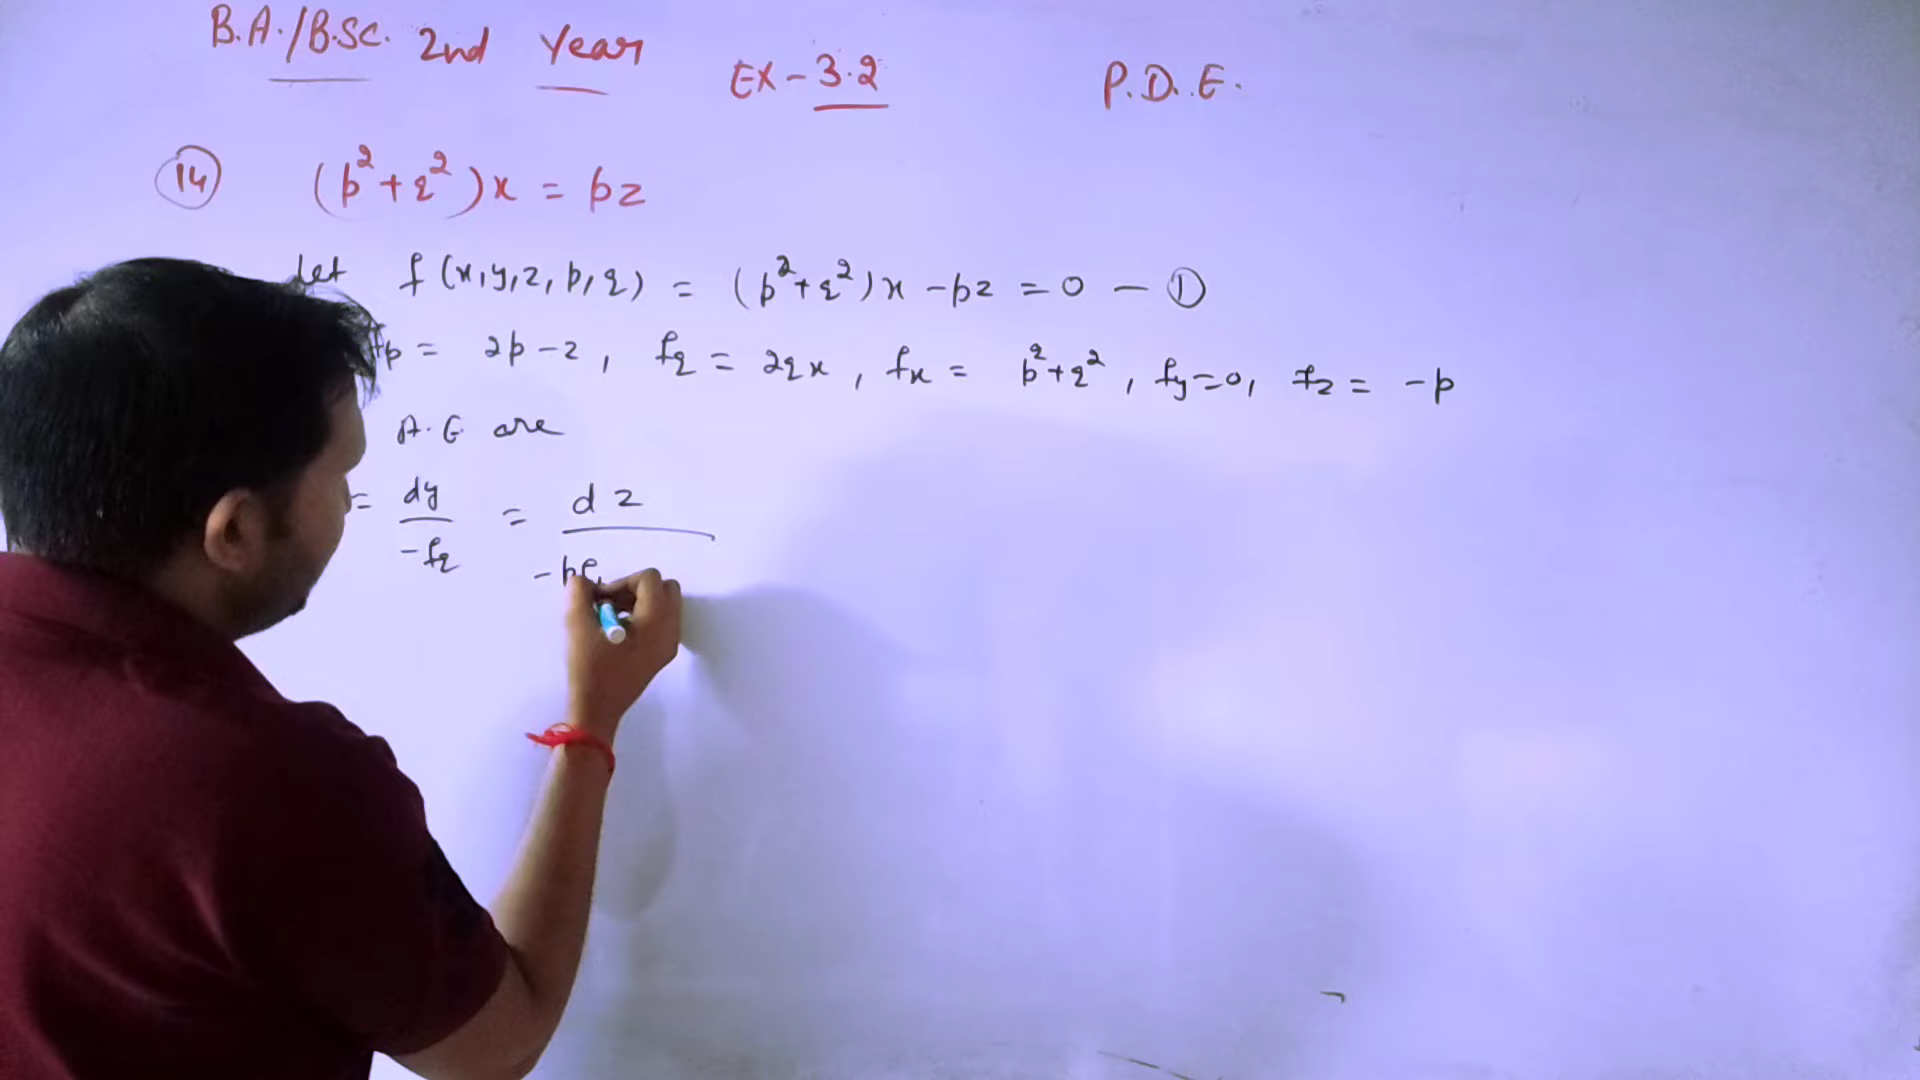 B.A./B.SC. 2nd Year EX-3.2 P.D.E.
(14) (p²+q²)x = pz
Let f(x,y,z,p,q) = (p²+q²)x - pz = 0 — ①
fp = 2p-z, fq = 2qx, fx = p²+q², fy=0, fz = -p
A.E. are
= dy/-fq = dz/-pf